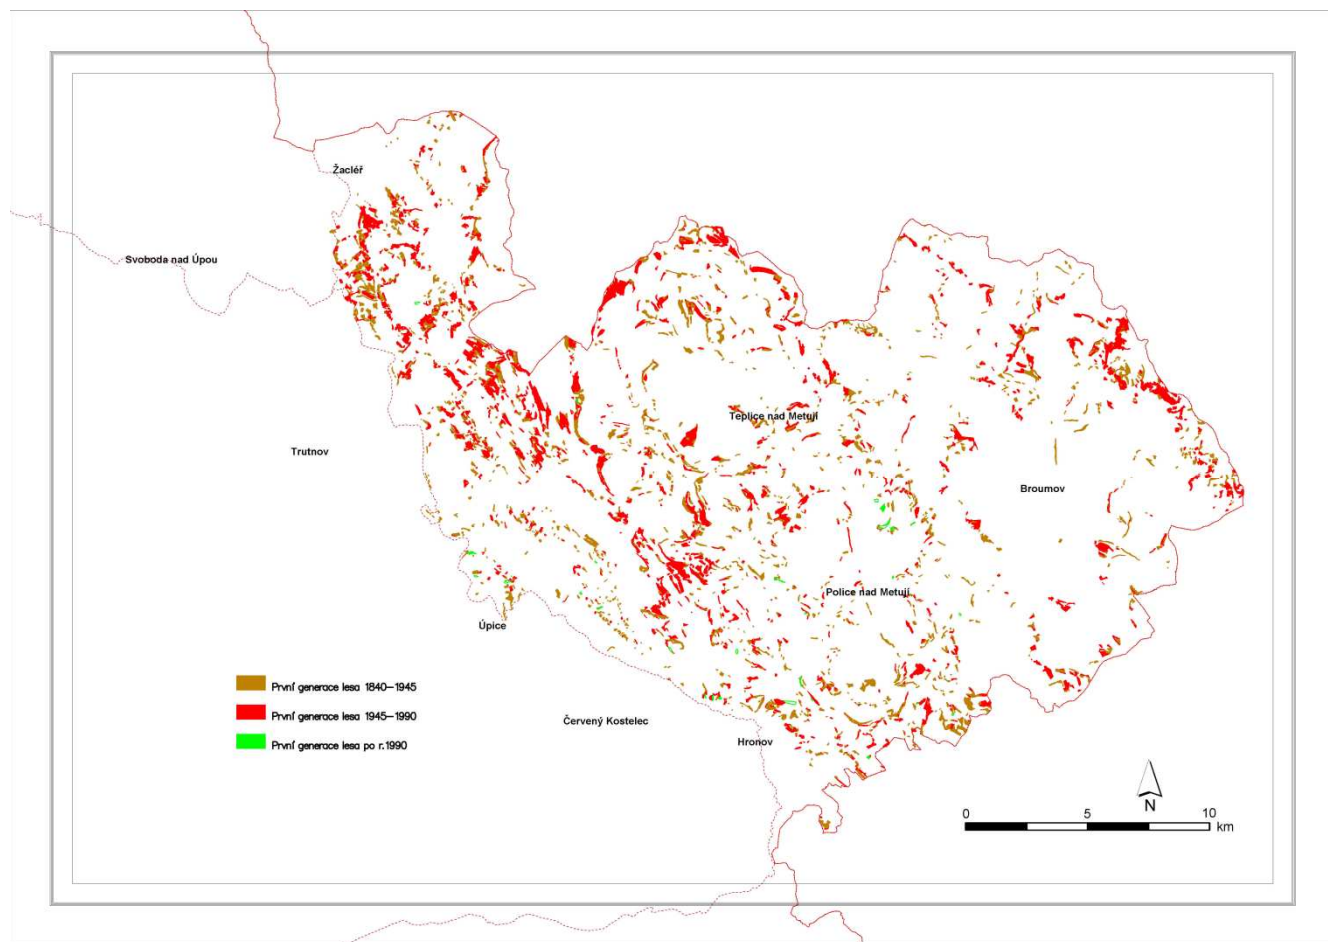 Žacléř
Svoboda nad Úpou
Teplice nad Metují
Trutnov
Broumov
Police nad Metují
Úpice
První generace lesa 1840–1945
První generace lesa 1945–1990
Červený Kostelec
Hronov
První generace lesa po r.1990
N
0 5 10
km